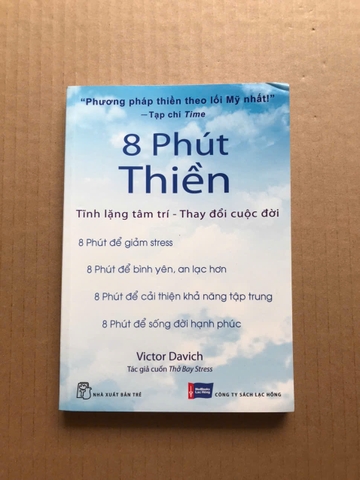 “Phương pháp thiền theo lối Mỹ nhất!”
–Tạp chí Time
8 Phút
Thiền
Tĩnh lặng tâm trí - Thay đổi cuộc đời
8 Phút để giảm stress
8 Phút để bình yên, an lạc hơn
8 Phút để cải thiện khả năng tập trung
8 Phút để sống đời hạnh phúc
Victor Davich
Tác giả cuốn Thở Bay Stress
NHÀ XUẤT BẢN TRẺ
CÔNG TY SÁCH LẠC HỒNG